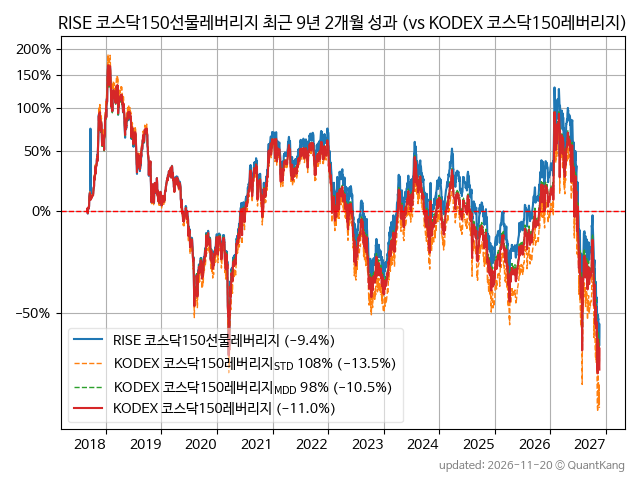 RISE 코스닥150선물레버리지 최근 9년 2개월 성과 (vs KODEX 코스닥150레버리지)
200%
150%
100%
50%
0%
−50%
RISE 코스닥150선물레버리지 (−9.4%)
KODEX 코스닥150레버리지STD 108% (−13.5%)
KODEX 코스닥150레버리지MDD 98% (−10.5%)
KODEX 코스닥150레버리지 (−11.0%)
2018 2019 2020 2021 2022 2023 2024 2025 2026 2027
updated: 2026-11-20 © QuantKang